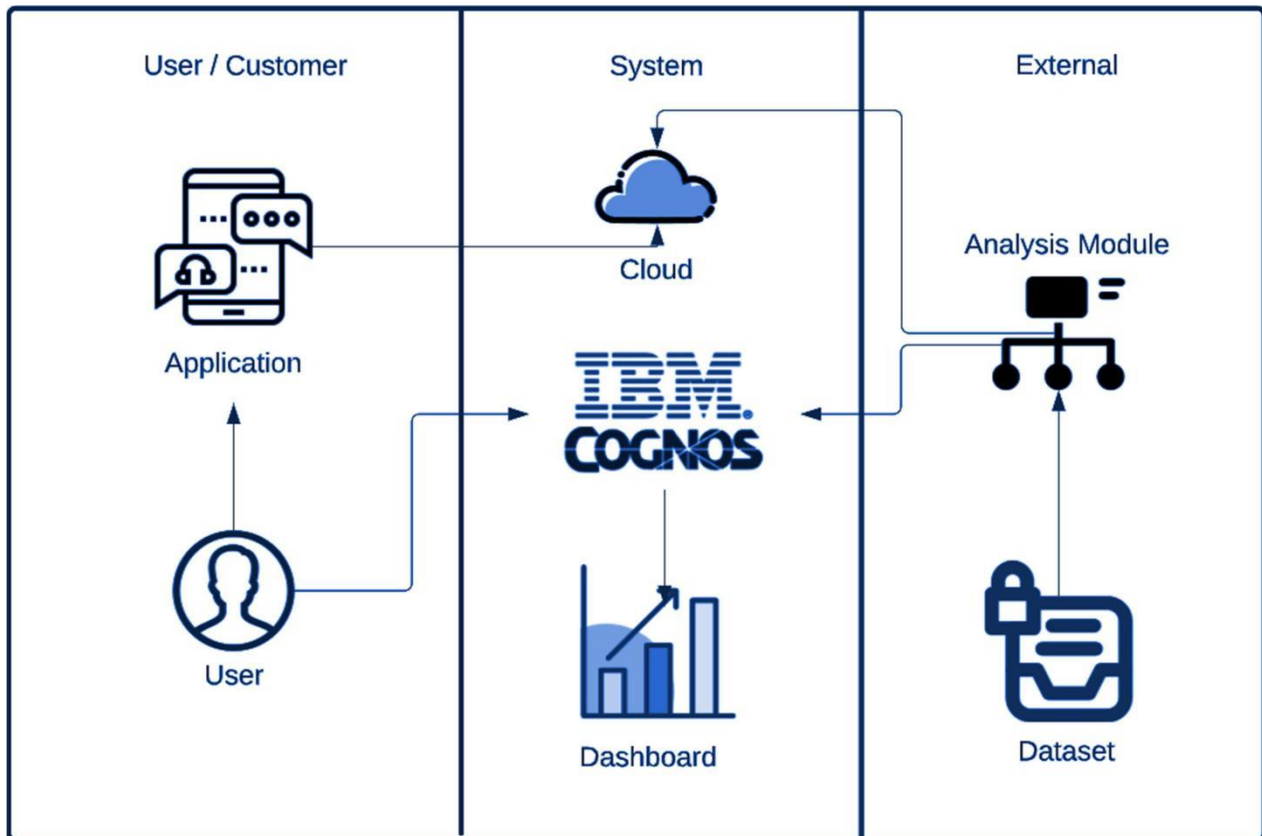 User / Customer
System
External
Application
User
Cloud
IBM®
COGNOS
Dashboard
Analysis Module
Dataset